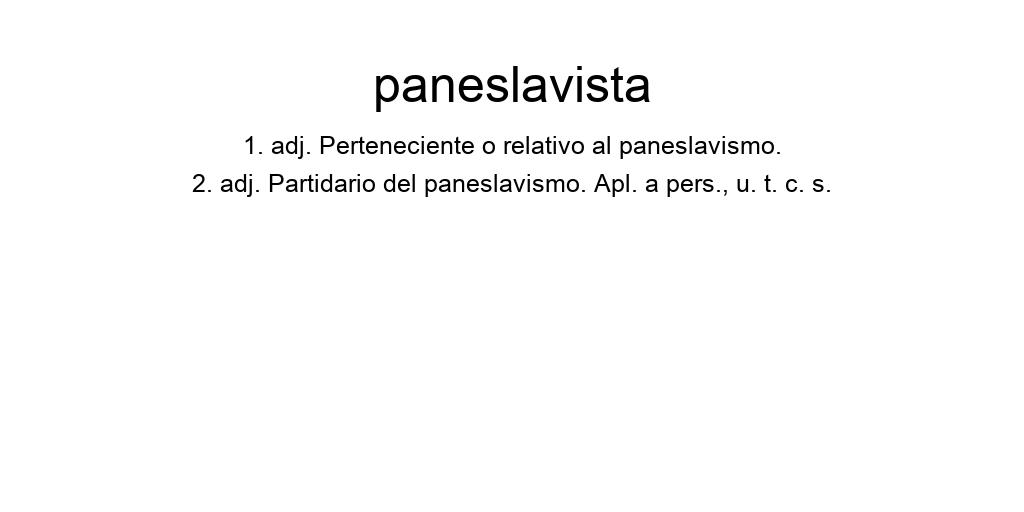 paneslavista
1. adj. Perteneciente o relativo al paneslavismo.
2. adj. Partidario del paneslavismo. Apl. a pers., u. t. c. s.